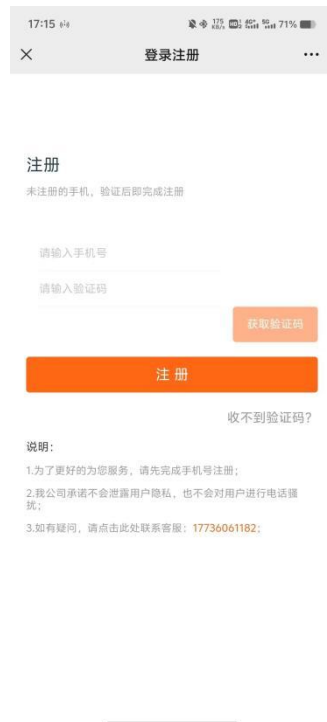 17:15
175 KB/s HD 4G+ 5G 71%
登录注册
注册
未注册的手机，验证后即完成注册
请输入手机号
请输入验证码
获取验证码
注 册
收不到验证码?
说明:
1.为了更好的为您服务，请先完成手机号注册;
2.我公司承诺不会泄露用户隐私，也不会对用户进行电话骚
扰;
3.如有疑问，请点击此处联系客服：17736061182;